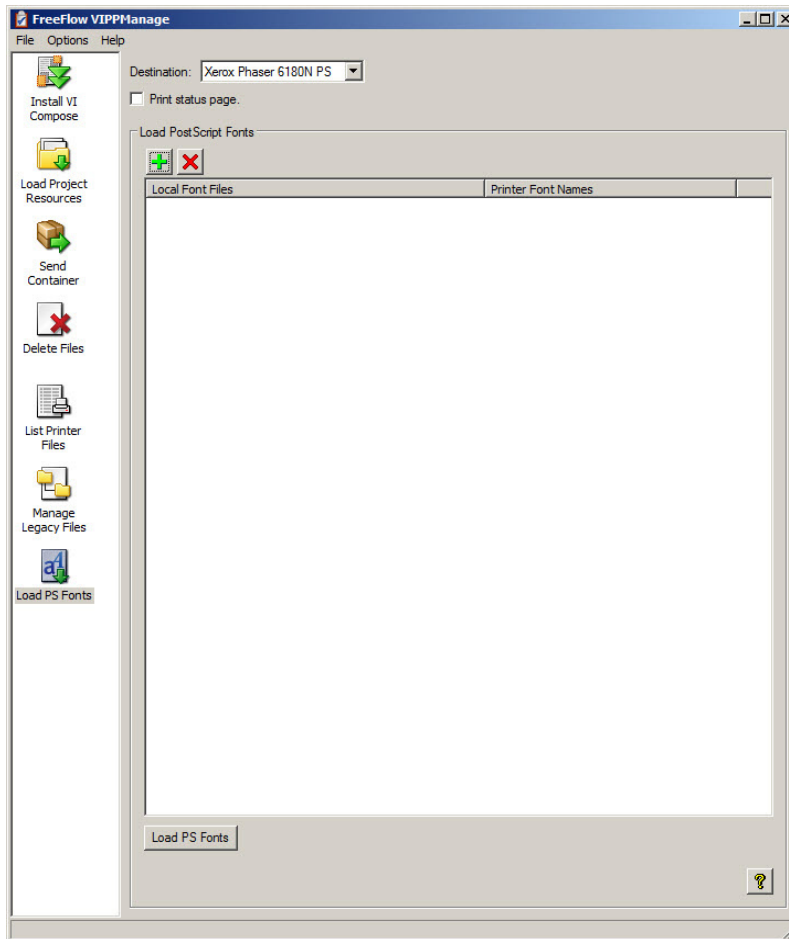 FreeFlow VIPPManage
File Options Help
Install VI
Compose
Load Project
Resources
Send
Container
Delete Files
List Printer
Files
Manage
Legacy Files
Load PS Fonts
Destination: Xerox Phaser 6180N PS
Print status page.
Load PostScript Fonts
Local Font Files Printer Font Names
Load PS Fonts